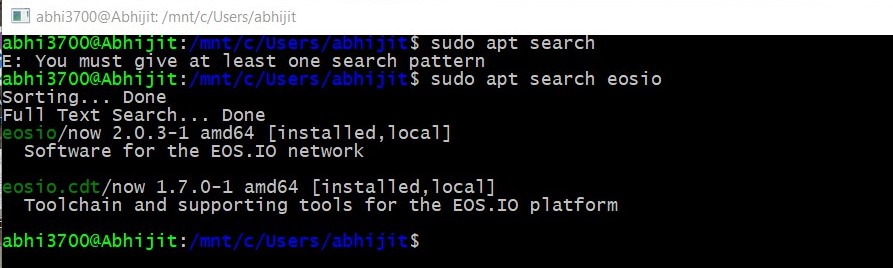 abhi3700@Abhijit: /mnt/c/Users/abhijit
abhi3700@Abhijit:/mnt/c/Users/abhijit$ sudo apt search
E: You must give at least one search pattern
abhi3700@Abhijit:/mnt/c/Users/abhijit$ sudo apt search eosio
Sorting... Done
Full Text Search... Done
eosio/now 2.0.3-1 amd64 [installed,local]
  Software for the EOS.IO network

eosio.cdt/now 1.7.0-1 amd64 [installed,local]
  Toolchain and supporting tools for the EOS.IO platform

abhi3700@Abhijit:/mnt/c/Users/abhijit$